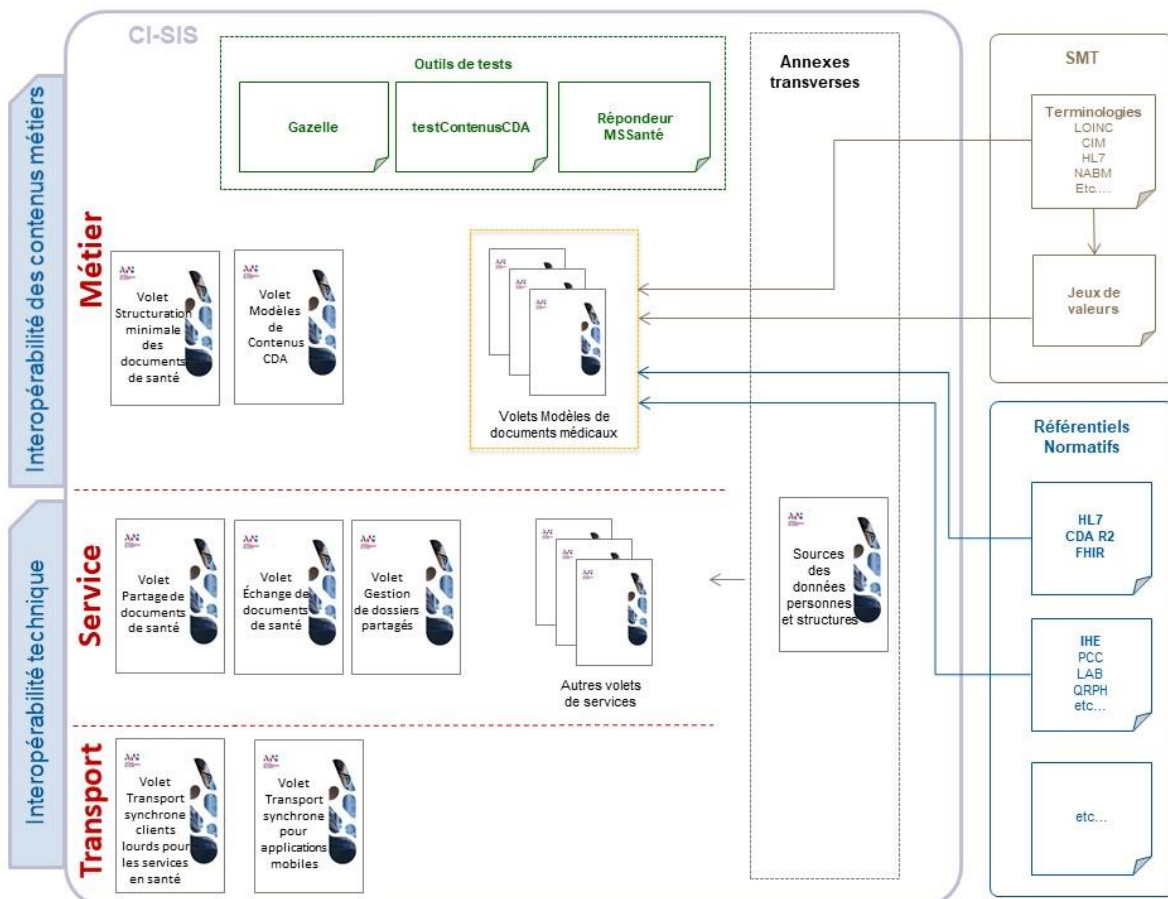 CI-SIS
Interopérabilité des contenus métiers
Interopérabilité technique
Métier
Service
Transport
Outils de tests
Gazelle
testContenusCDA
Répondeur
MSSanté
Annexes
transverses
Volet
Structuration
minimale
des
documents
de santé
Volet
Modèles
de
Contenus
CDA
Volets Modèles de
documents médicaux
Volet
Partage de
documents
de santé
Volet
Échange de
documents
de santé
Volet
Gestion
de dossiers
partagés
Autres volets
de services
Sources
des
données
personnes
et structures
Volet
Transport
synchrone
clients
lourds pour
les services
en santé
Volet
Transport
synchrone
pour
applications
mobiles
SMT
Terminologies
LOINC
CIM
HL7
NABM
Etc....
Jeux de
valeurs
Référentiels
Normatifs
HL7
CDA R2
FHIR
IHE
PCC
LAB
QRPH
etc...
etc...